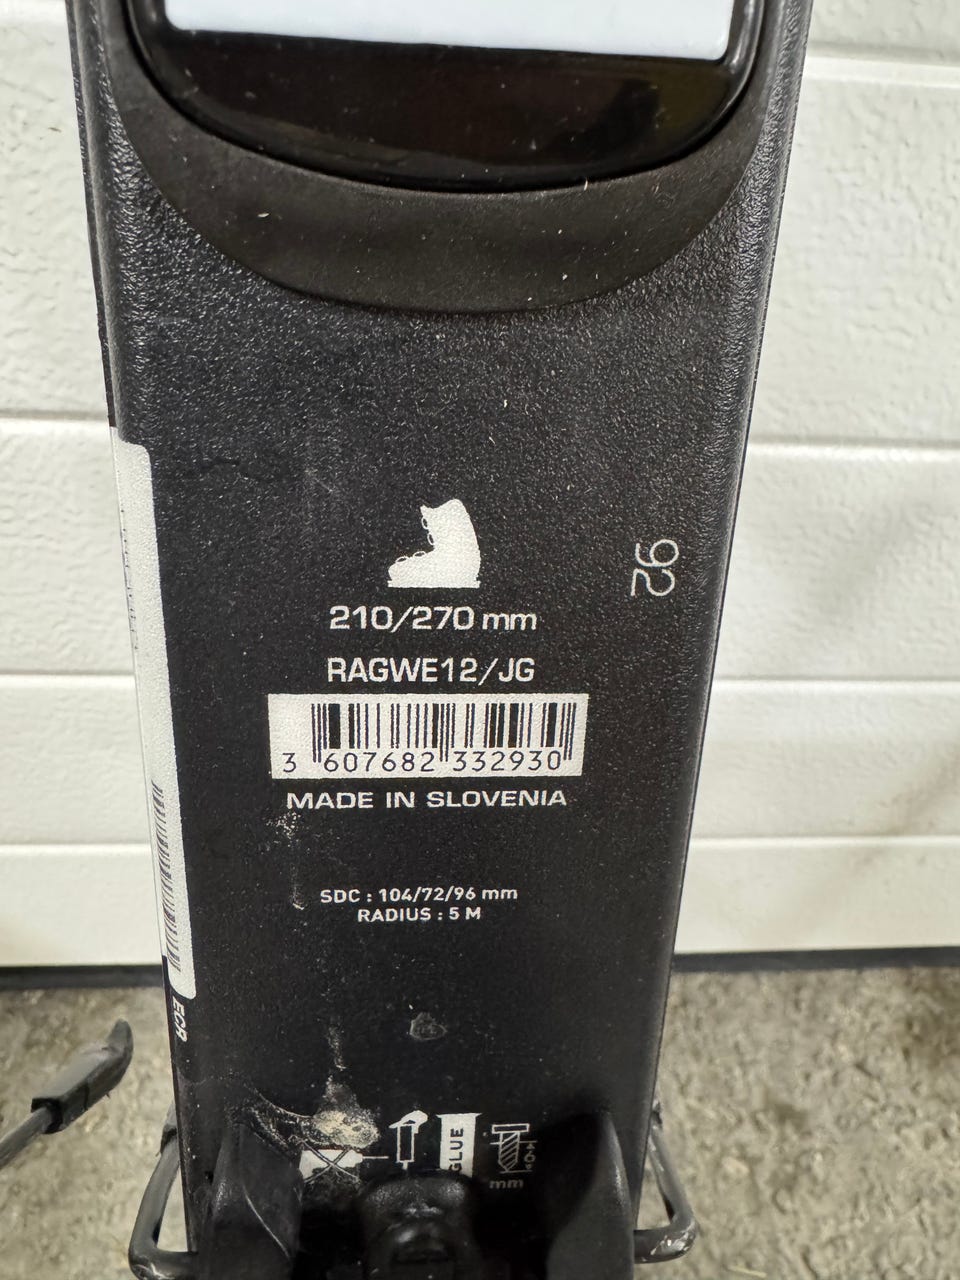 92
210/270 mm
RAGWE12/JG
3 607682 332930
MADE IN SLOVENIA
SDC : 104/72/96 mm
RADIUS : 5 M
ECR
GLUE
mm